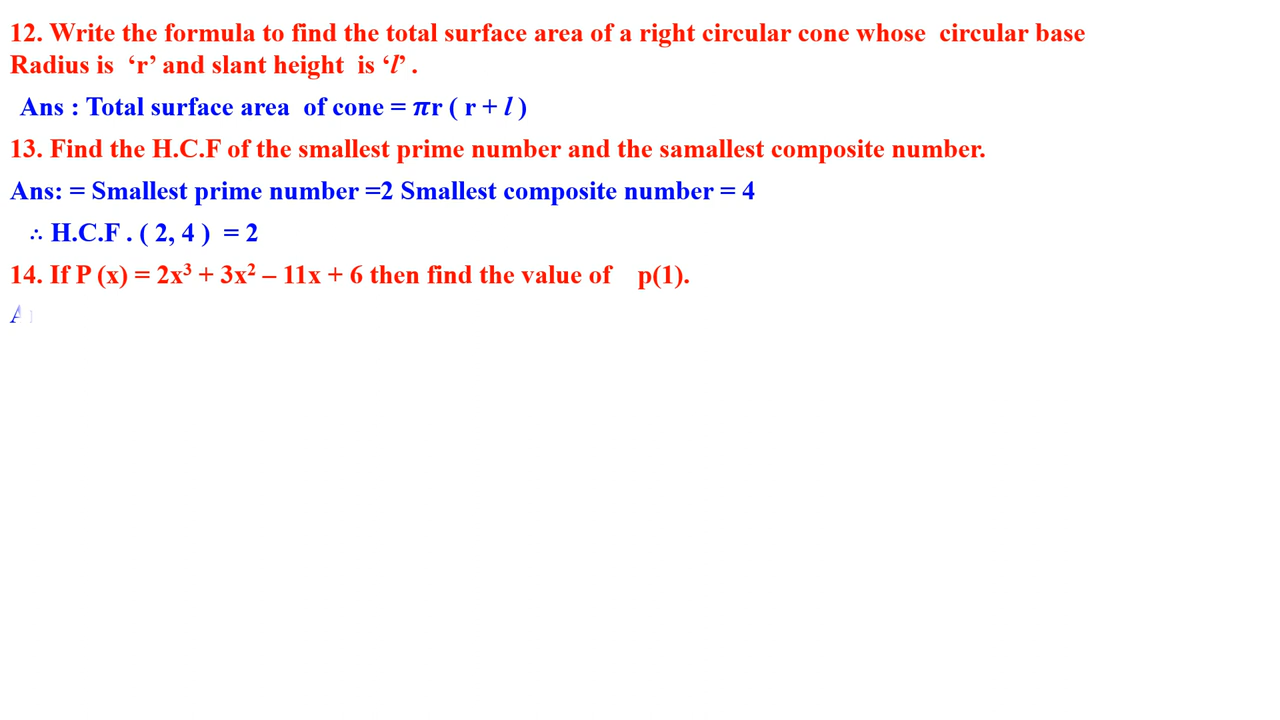 12. Write the formula to find the total surface area of a right circular cone whose circular base
Radius is ‘r’ and slant height is ‘l’ .
Ans : Total surface area of cone = πr ( r + l )
13. Find the H.C.F of the smallest prime number and the samallest composite number.
Ans: = Smallest prime number =2 Smallest composite number = 4
∴ H.C.F . ( 2, 4 ) = 2
14. If P (x) = 2x³ + 3x² – 11x + 6 then find the value of p(1).